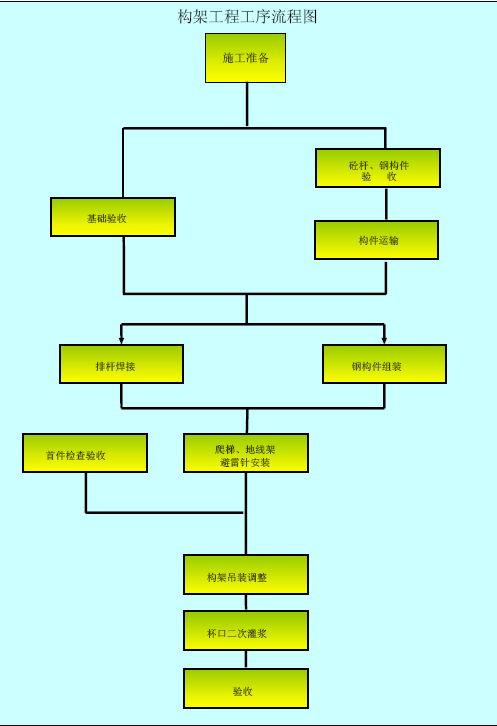 构架工程工序流程图
施工准备
砼杆、钢构件
验 收
基础验收
构件运输
排杆焊接
钢构件组装
首件检查验收
爬梯、地线架
避雷针安装
构架吊装调整
杯口二次灌浆
验收